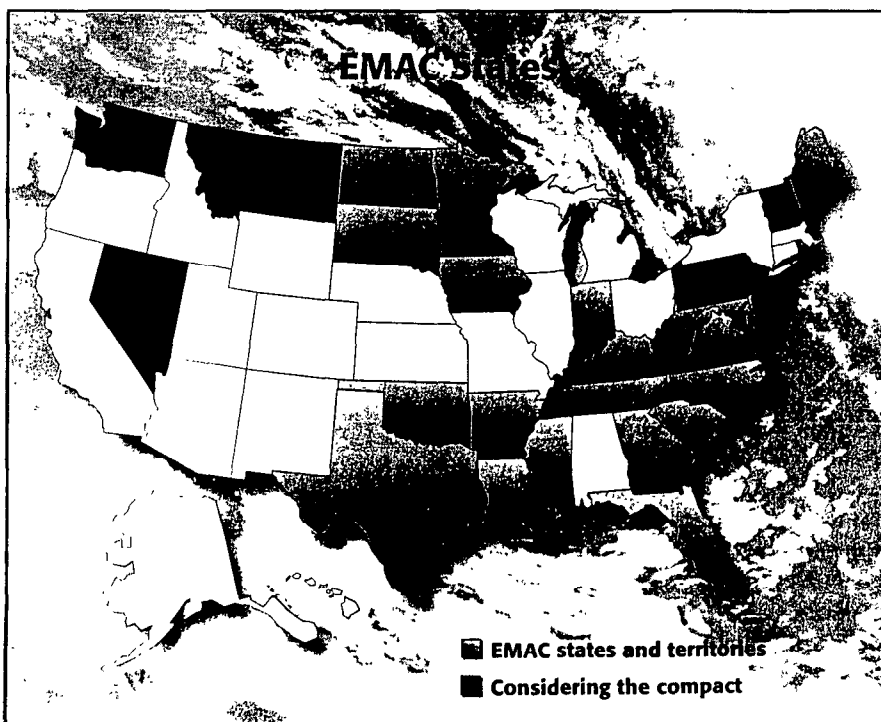 EMAC States
EMAC states and territories
Considering the compact